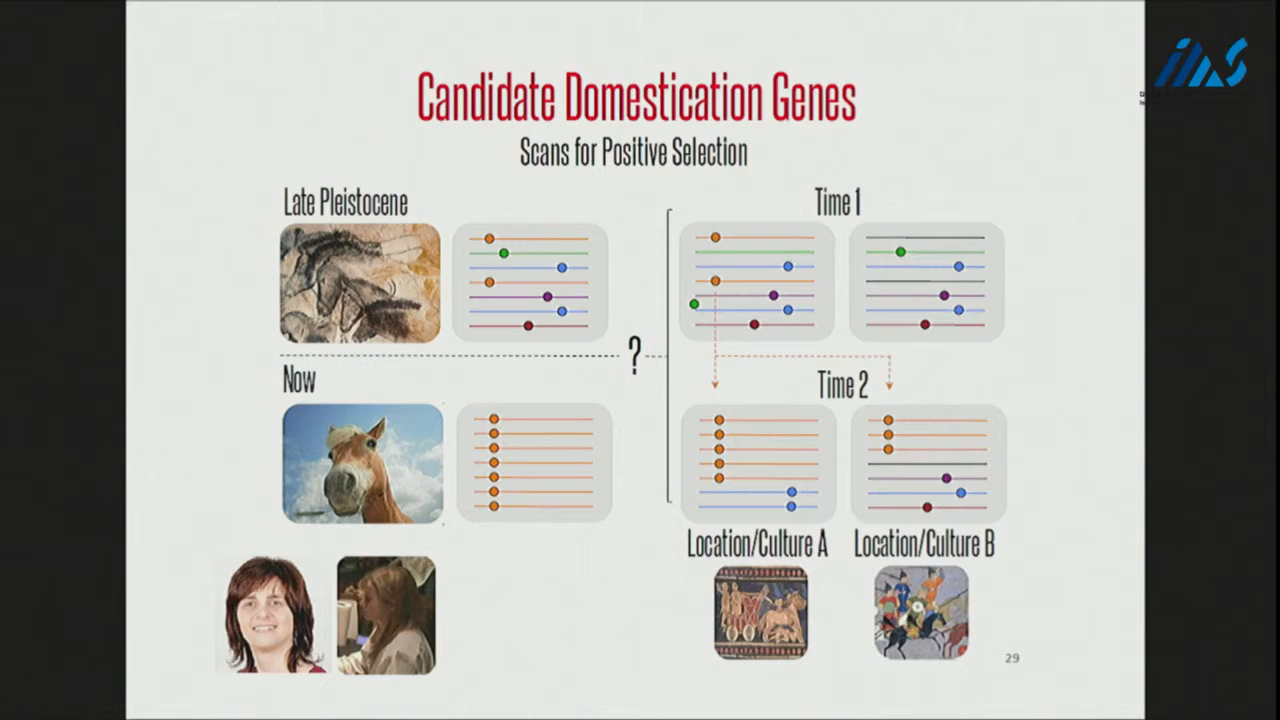 Candidate Domestication Genes
Scans for Positive Selection
Late Pleistocene
Time 1
?
Now
Time 2
Location/Culture A
Location/Culture B
29